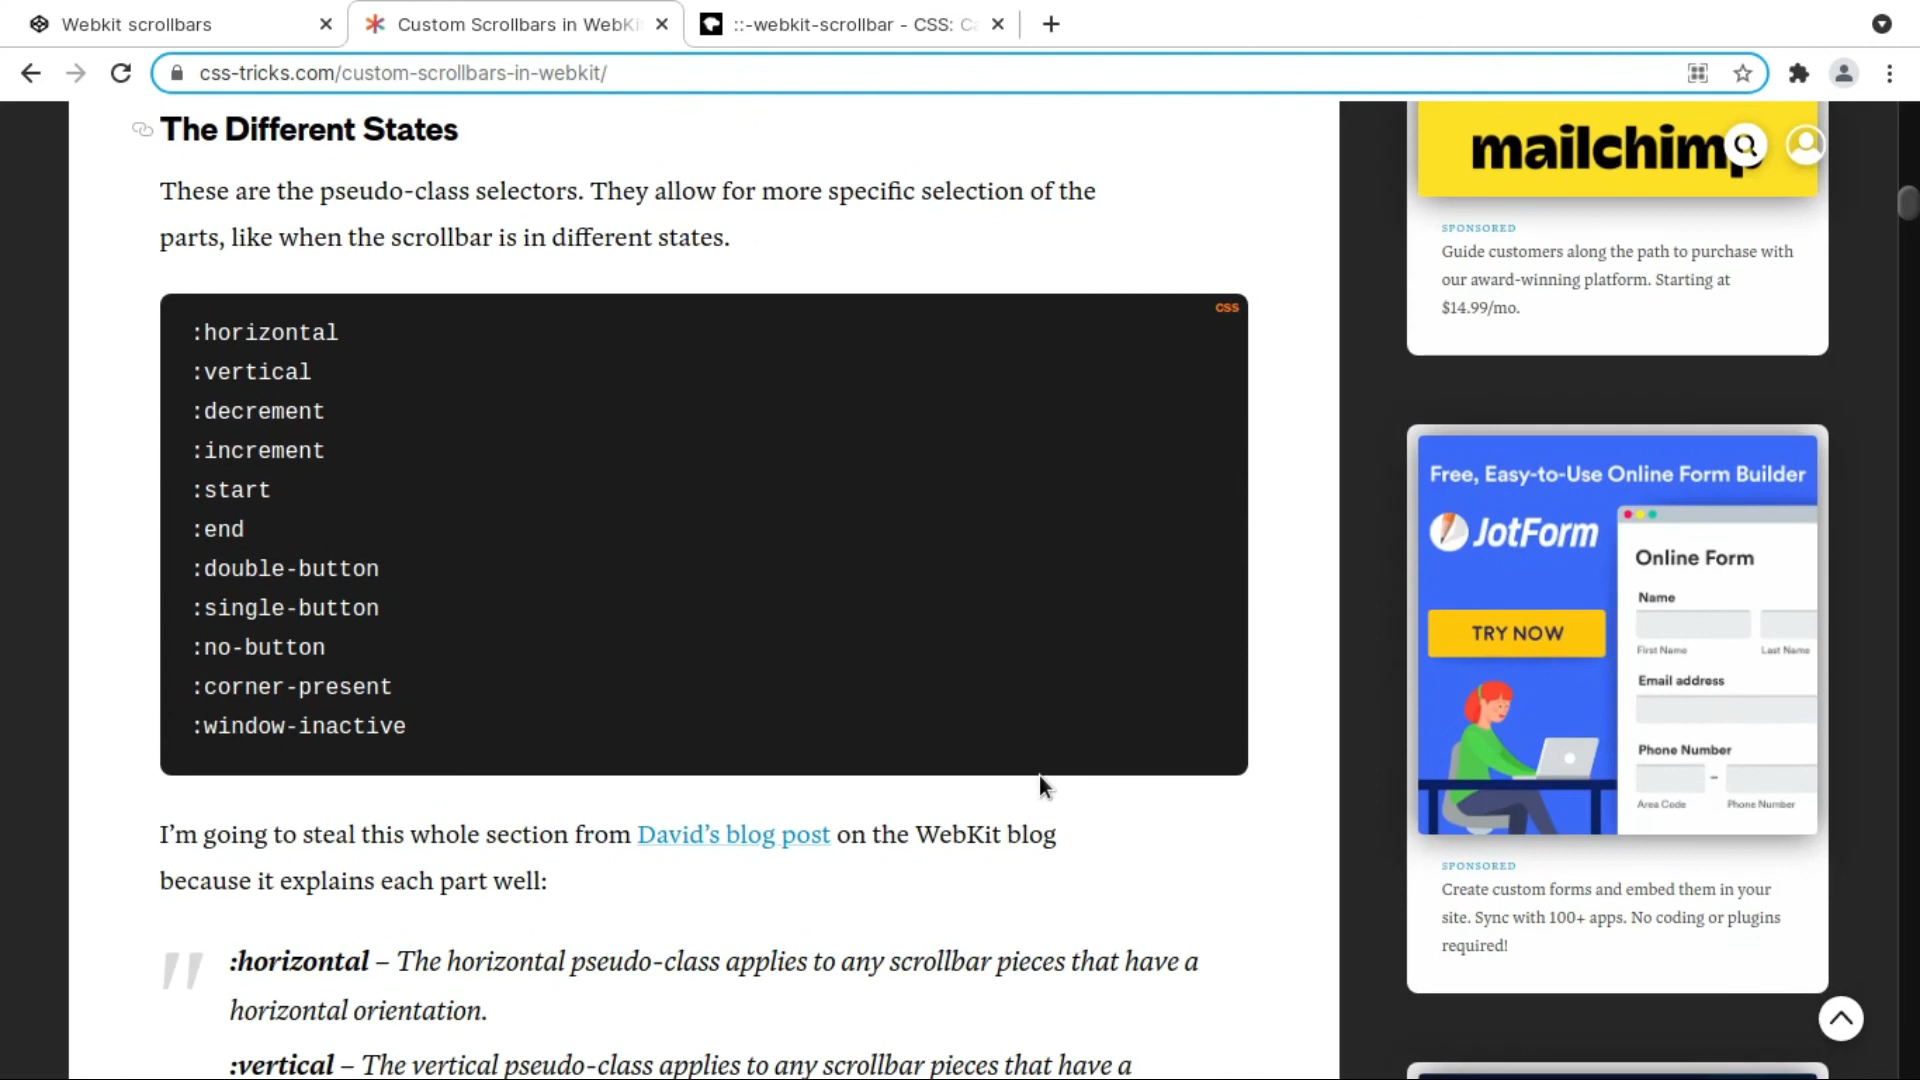 Webkit scrollbars
Custom Scrollbars in WebKi
::-webkit-scrollbar - CSS: Ca
css-tricks.com/custom-scrollbars-in-webkit/
The Different States
These are the pseudo-class selectors. They allow for more specific selection of the
parts, like when the scrollbar is in different states.
CSS
:horizontal
:vertical
:decrement
:increment
:start
:end
:double-button
:single-button
:no-button
:corner-present
:window-inactive
I'm going to steal this whole section from David's blog post on the WebKit blog
because it explains each part well:
" :horizontal – The horizontal pseudo-class applies to any scrollbar pieces that have a
horizontal orientation.
:vertical – The vertical pseudo-class applies to any scrollbar pieces that have a
mailchimp
SPONSORED
Guide customers along the path to purchase with
our award-winning platform. Starting at
$14.99/mo.
Free, Easy-to-Use Online Form Builder
JotForm
TRY NOW
Online Form
Name
First Name Last Name
Email address
Phone Number
–
Area Code Phone Number
SPONSORED
Create custom forms and embed them in your
site. Sync with 100+ apps. No coding or plugins
required!